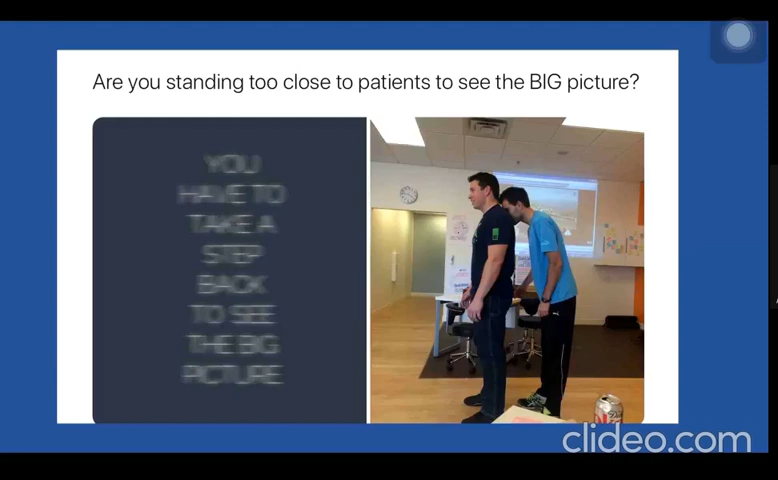 Are you standing too close to patients to see the BIG picture?
YOU
HAVE TO
TAKE A
STEP
BACK
TO SEE
THE BIG
PICTURE
clideo.com